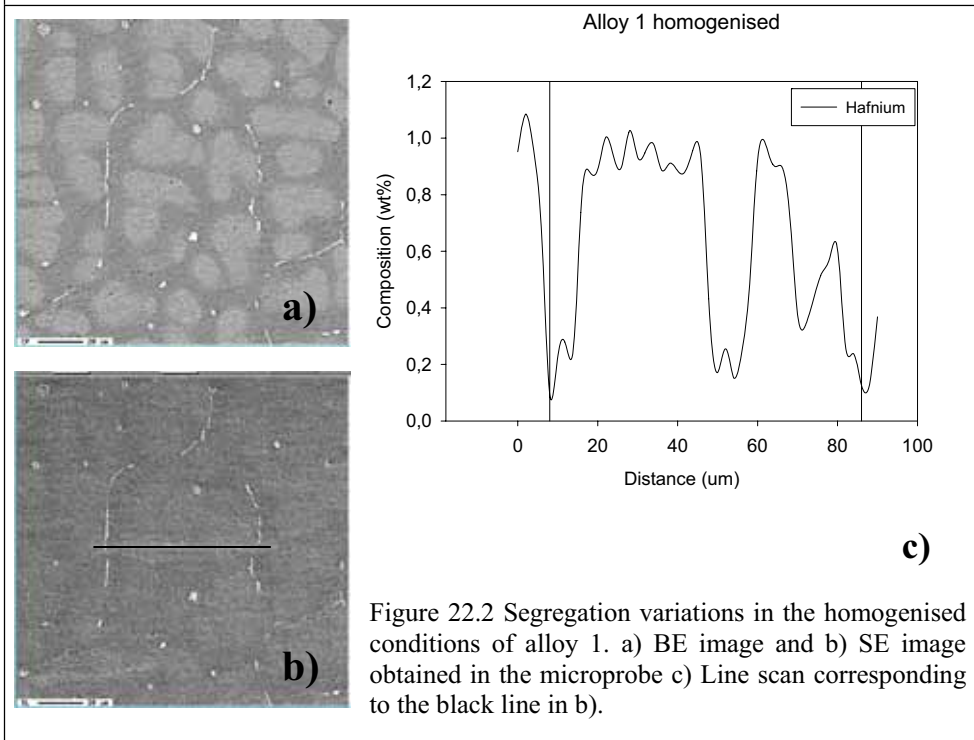 Alloy 1 homogenised
a)
1,2
1,0
0,8
0,6
0,4
0,2
0,0
Composition (wt%)
Hafnium
0 20 40 60 80 100
Distance (um)
b)
c)
Figure 22.2 Segregation variations in the homogenised
conditions of alloy 1. a) BE image and b) SE image
obtained in the microprobe c) Line scan corresponding
to the black line in b).